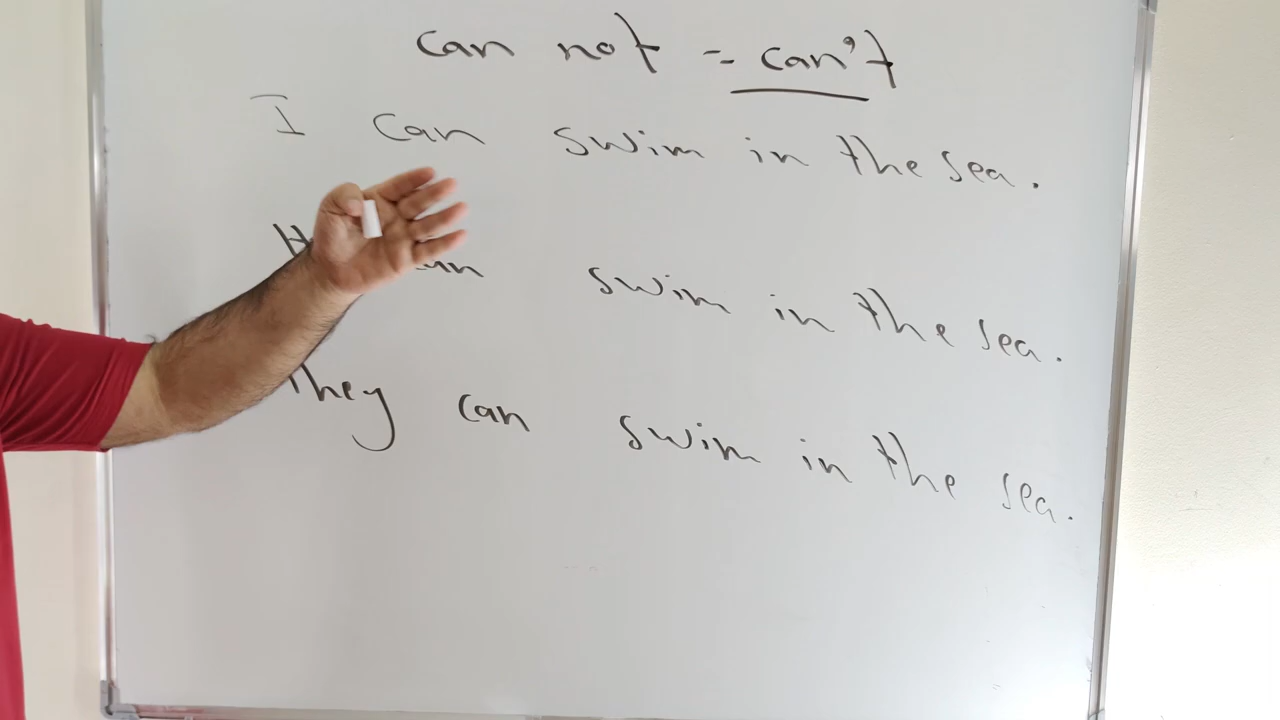 can not = can't
I can swim in the sea.
swim in the sea.
They can swim in the sea.